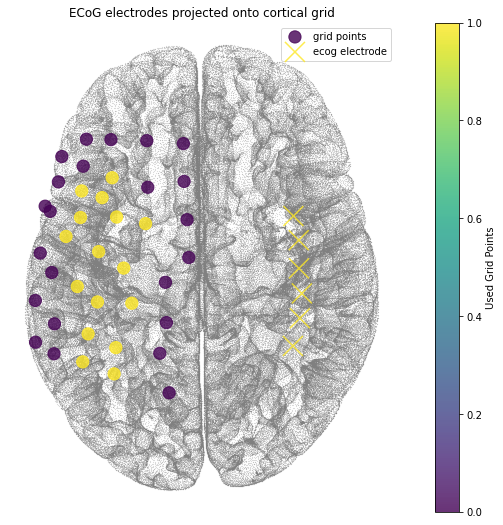 ECoG electrodes projected onto cortical grid
grid points
ecog electrode
1.0
0.8
0.6
0.4
0.2
0.0
Used Grid Points